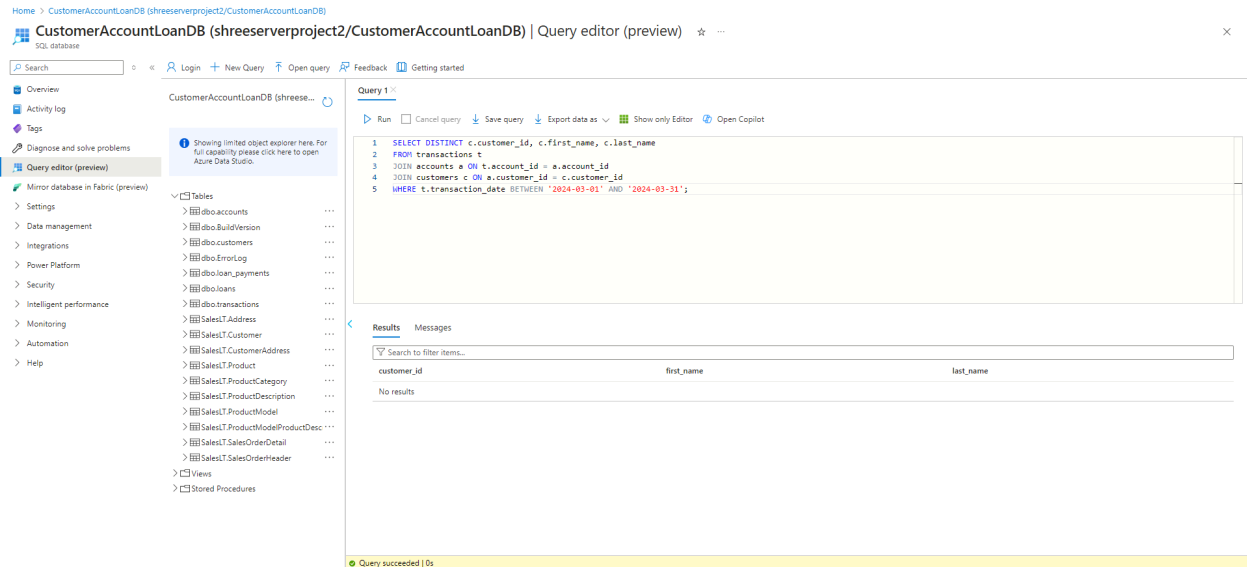 Home > CustomerAccountLoanDB (shreeserverproject2/CustomerAccountLoanDB)
CustomerAccountLoanDB (shreeserverproject2/CustomerAccountLoanDB) | Query editor (preview)
SQL database
Search
Overview
Activity log
Tags
Diagnose and solve problems
Query editor (preview)
Mirror database in Fabric (preview)
Settings
Data management
Integrations
Power Platform
Security
Intelligent performance
Monitoring
Automation
Help
Login
New Query
Open query
Feedback
Getting started
CustomerAccountLoanDB (shreese...
Showing limited object explorer here. For
full capability please click here to open
Azure Data Studio.
Tables
dbo.accounts
dbo.BuildVersion
dbo.customers
dbo.ErrorLog
dbo.loan_payments
dbo.loans
dbo.transactions
SalesLT.Address
SalesLT.Customer
SalesLT.CustomerAddress
SalesLT.Product
SalesLT.ProductCategory
SalesLT.ProductDescription
SalesLT.ProductModel
SalesLT.ProductModelProductDesc
SalesLT.SalesOrderDetail
SalesLT.SalesOrderHeader
Views
Stored Procedures
Query 1
Run
Cancel query
Save query
Export data as
Show only Editor
Open Copilot
1 SELECT DISTINCT c.customer_id, c.first_name, c.last_name
2 FROM transactions t
3 JOIN accounts a ON t.account_id = a.account_id
4 JOIN customers c ON a.customer_id = c.customer_id
5 WHERE t.transaction_date BETWEEN '2024-03-01' AND '2024-03-31';
Results Messages
Search to filter items...
customer_id first_name last_name
No results
Query succeeded | 0s